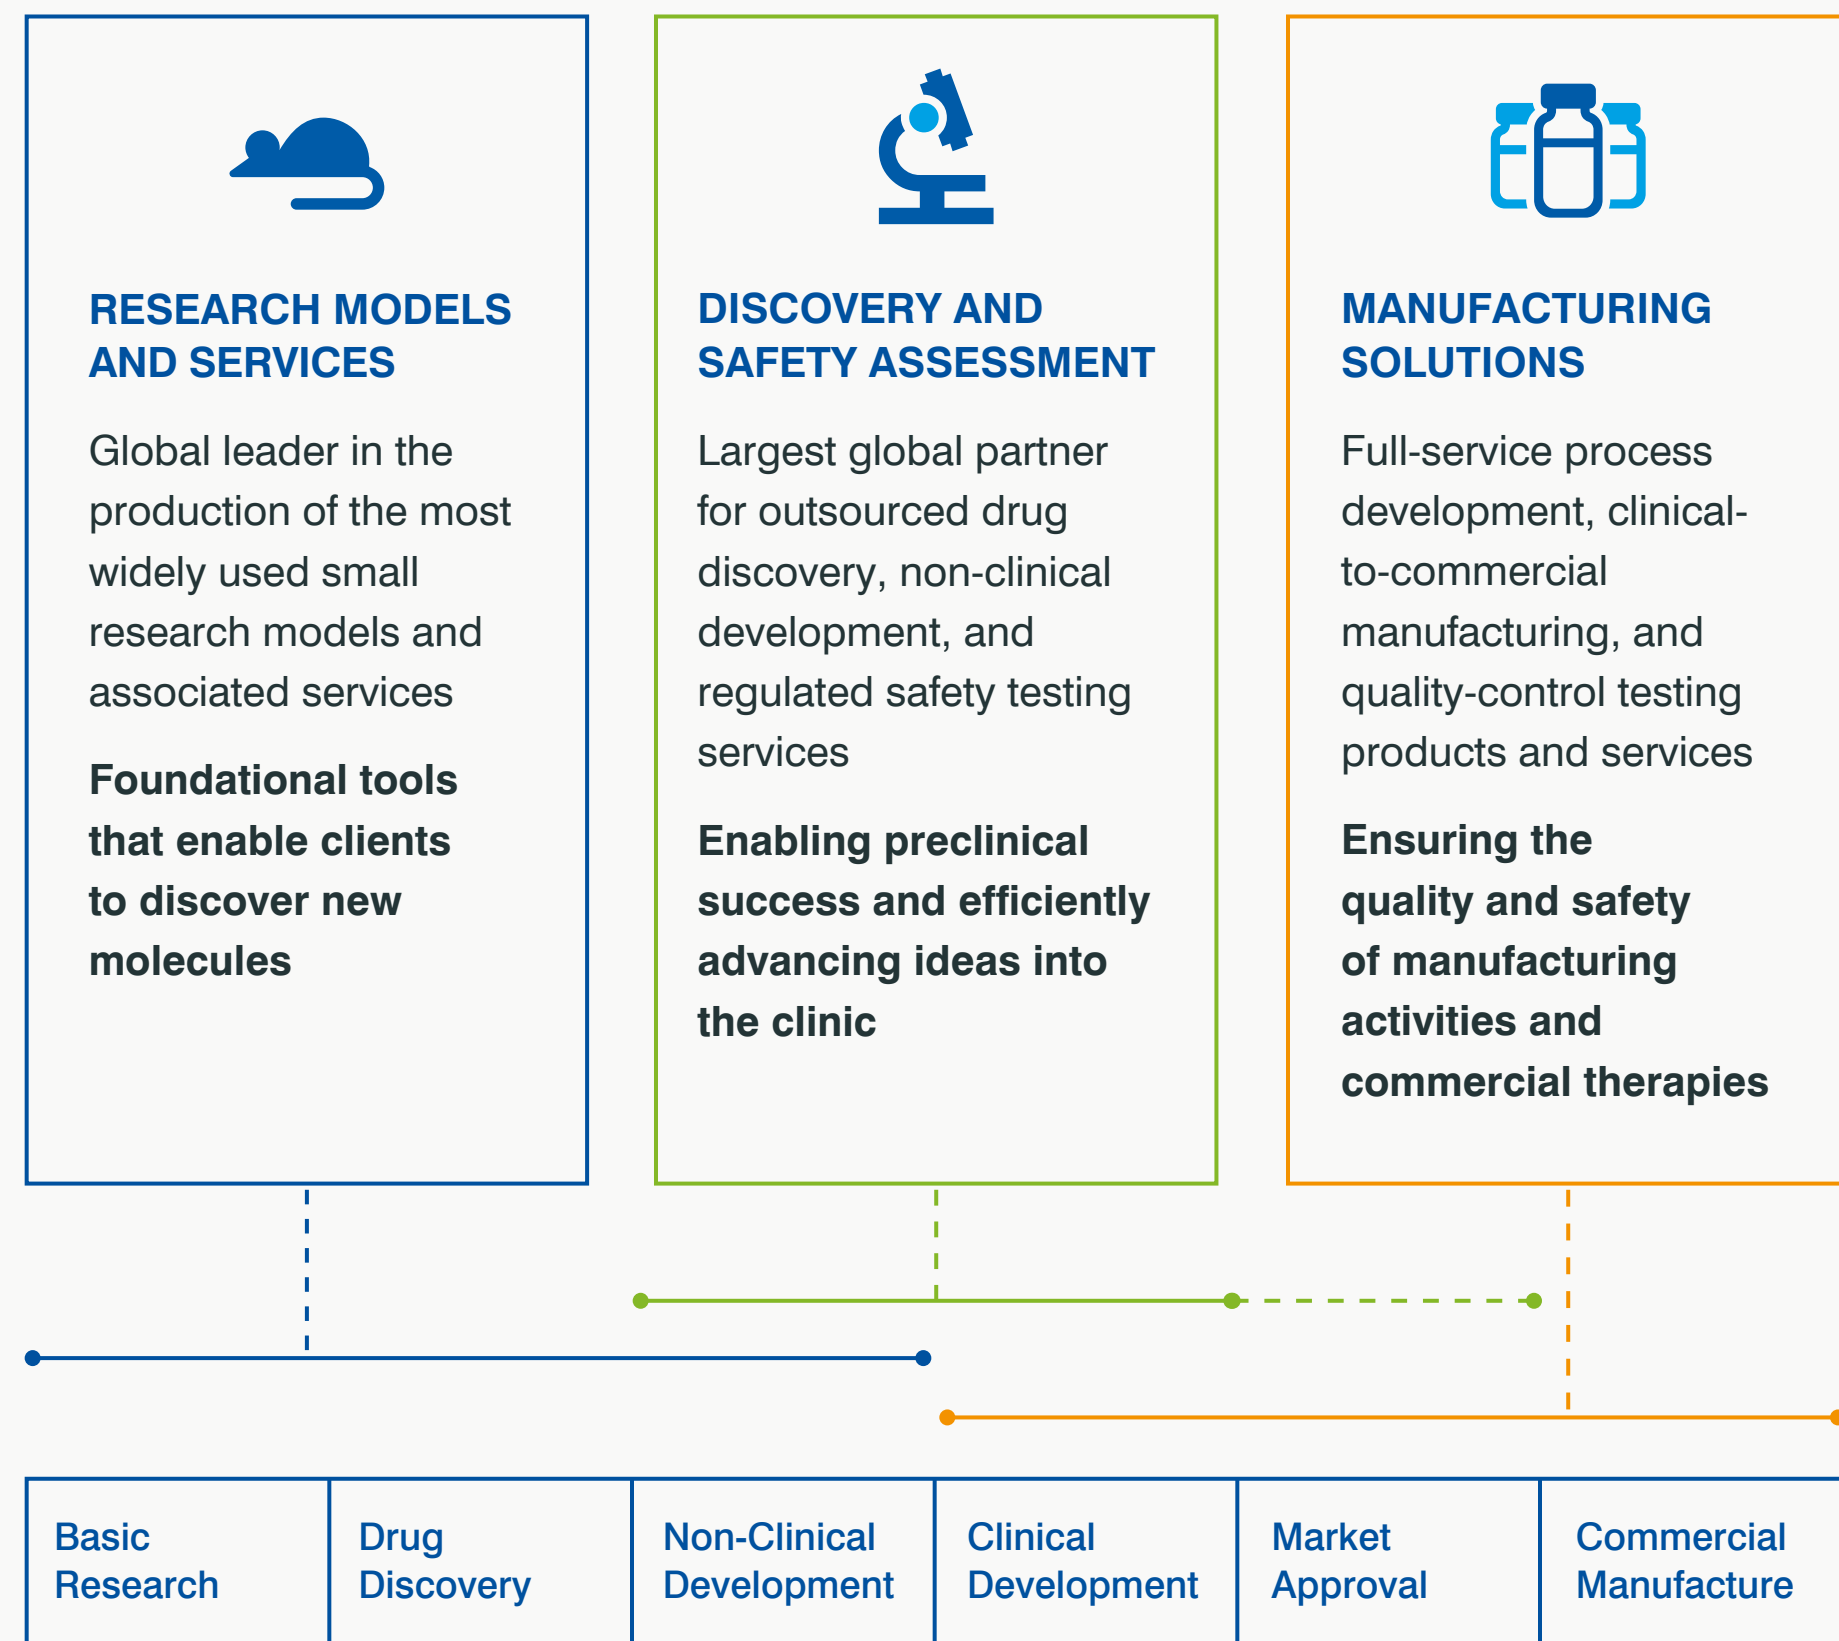 RESEARCH MODELS
AND SERVICES
Global leader in the
production of the most
widely used small
research models and
associated services
Foundational tools
that enable clients
to discover new
molecules
DISCOVERY AND
SAFETY ASSESSMENT
Largest global partner
for outsourced drug
discovery, non-clinical
development, and
regulated safety testing
services
Enabling preclinical
success and efficiently
advancing ideas into
the clinic
MANUFACTURING
SOLUTIONS
Full-service process
development, clinical-
to-commercial
manufacturing, and
quality-control testing
products and services
Ensuring the
quality and safety
of manufacturing
activities and
commercial therapies
Basic
Research
Drug
Discovery
Non-Clinical
Development
Clinical
Development
Market
Approval
Commercial
Manufacture